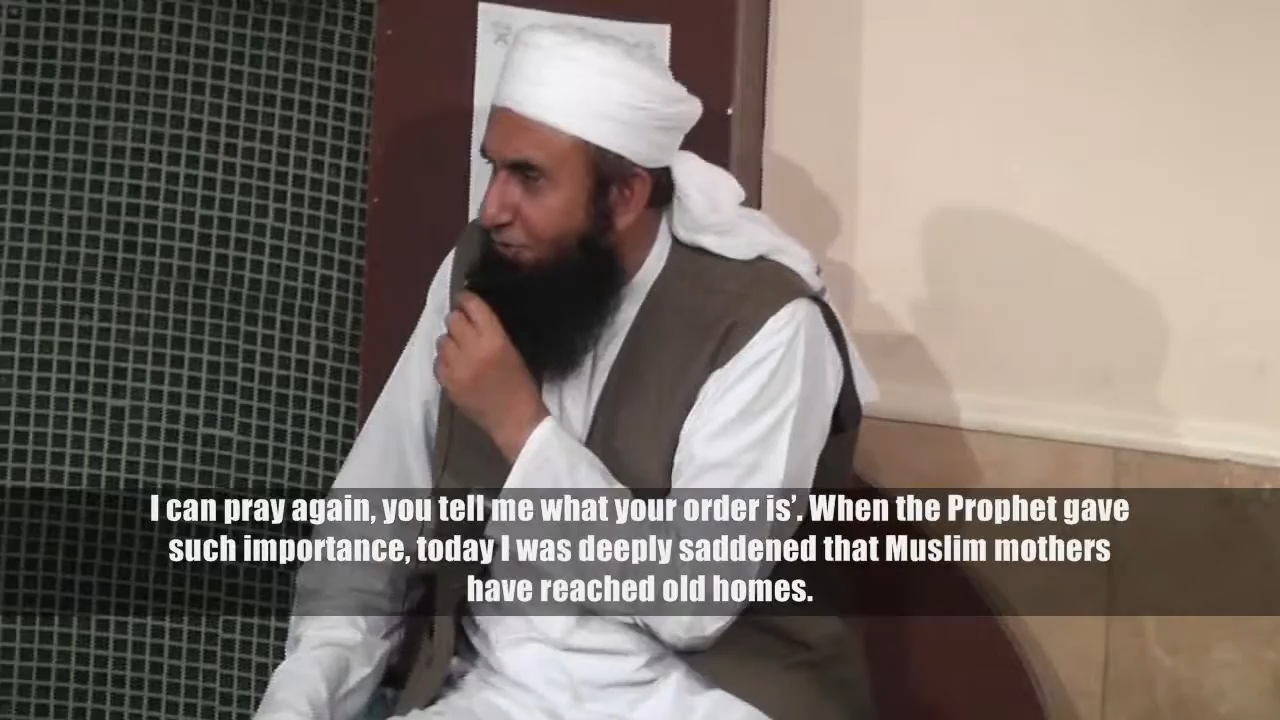 I can pray again, you tell me what your order is’. When the Prophet gave
such importance, today I was deeply saddened that Muslim mothers
have reached old homes.